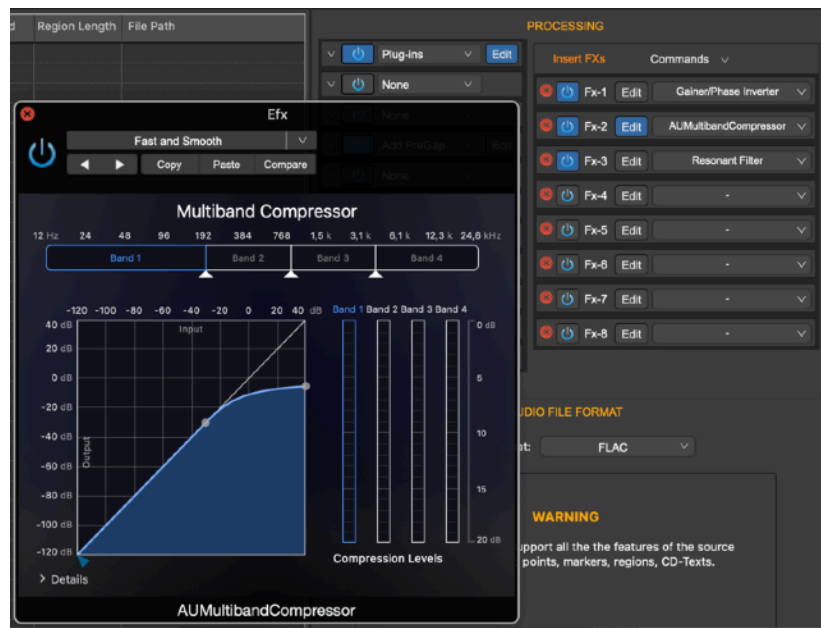 d Region Length File Path
PROCESSING
Plug-ins Edit
None
None
Add PreGap Edit
None
Insert FXs Commands
Fx-1 Edit Gainer/Phase Inverter
Fx-2 Edit AUMultibandCompressor
Fx-3 Edit Resonant Filter
Fx-4 Edit -
Fx-5 Edit -
Fx-6 Edit -
Fx-7 Edit -
Fx-8 Edit -
Efx
Fast and Smooth
Copy Paste Compare
Multiband Compressor
12 Hz 24 48 96 192 384 768 1,5 k 3,1 k 6,1 k 12,3 k 24,6 kHz
Band 1 Band 2 Band 3 Band 4
-120 -100 -80 -60 -40 -20 0 20 40 dB
Input
Output
40 dB
20 dB
0 dB
-20 dB
-40 dB
-60 dB
-80 dB
-100 dB
-120 dB
Band 1 Band 2 Band 3 Band 4
0 dB
5
10
15
20 dB
Compression Levels
> Details
AUMultibandCompressor
DIO FILE FORMAT
at: FLAC
WARNING
upport all the the features of the source
points, markers, regions, CD-Texts.